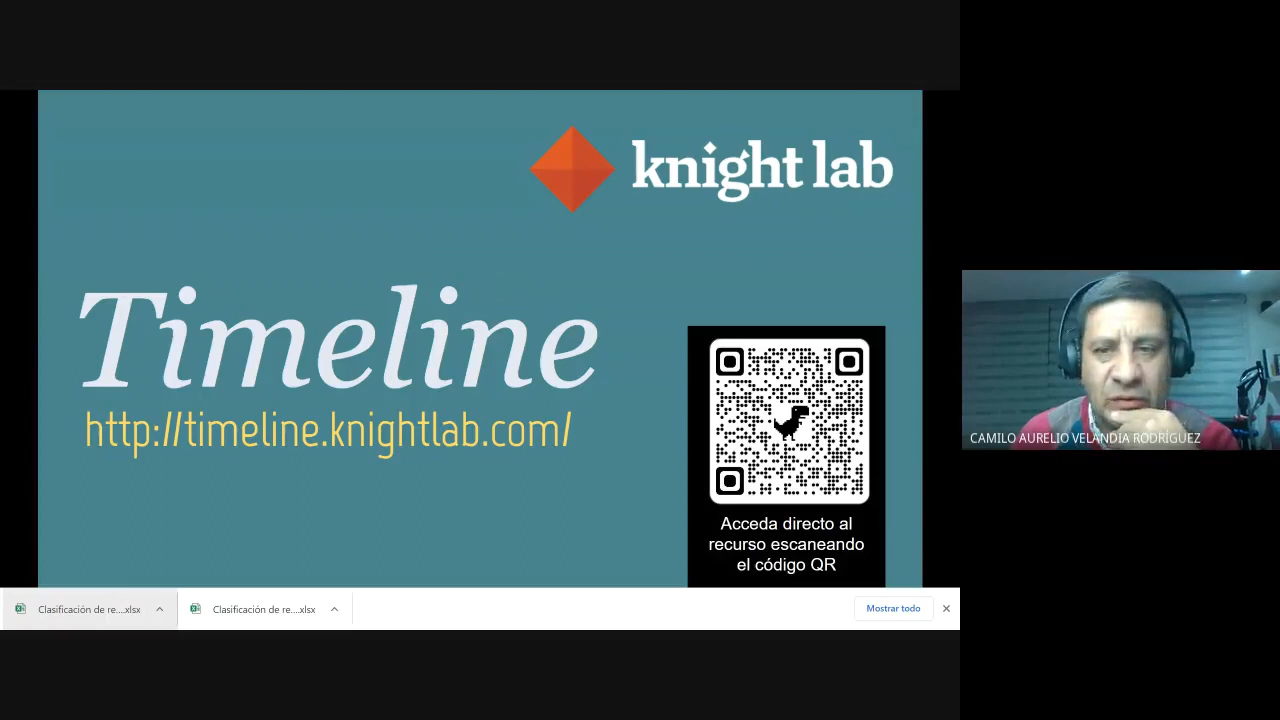 knight lab
Timeline
http://timeline.knightlab.com/
Acceda directo al
recurso escaneando
el código QR
CAMILO AURELIO VELANDIA RODRÍGUEZ
Clasificación de re....xlsx
Clasificación de re....xlsx
Mostrar todo